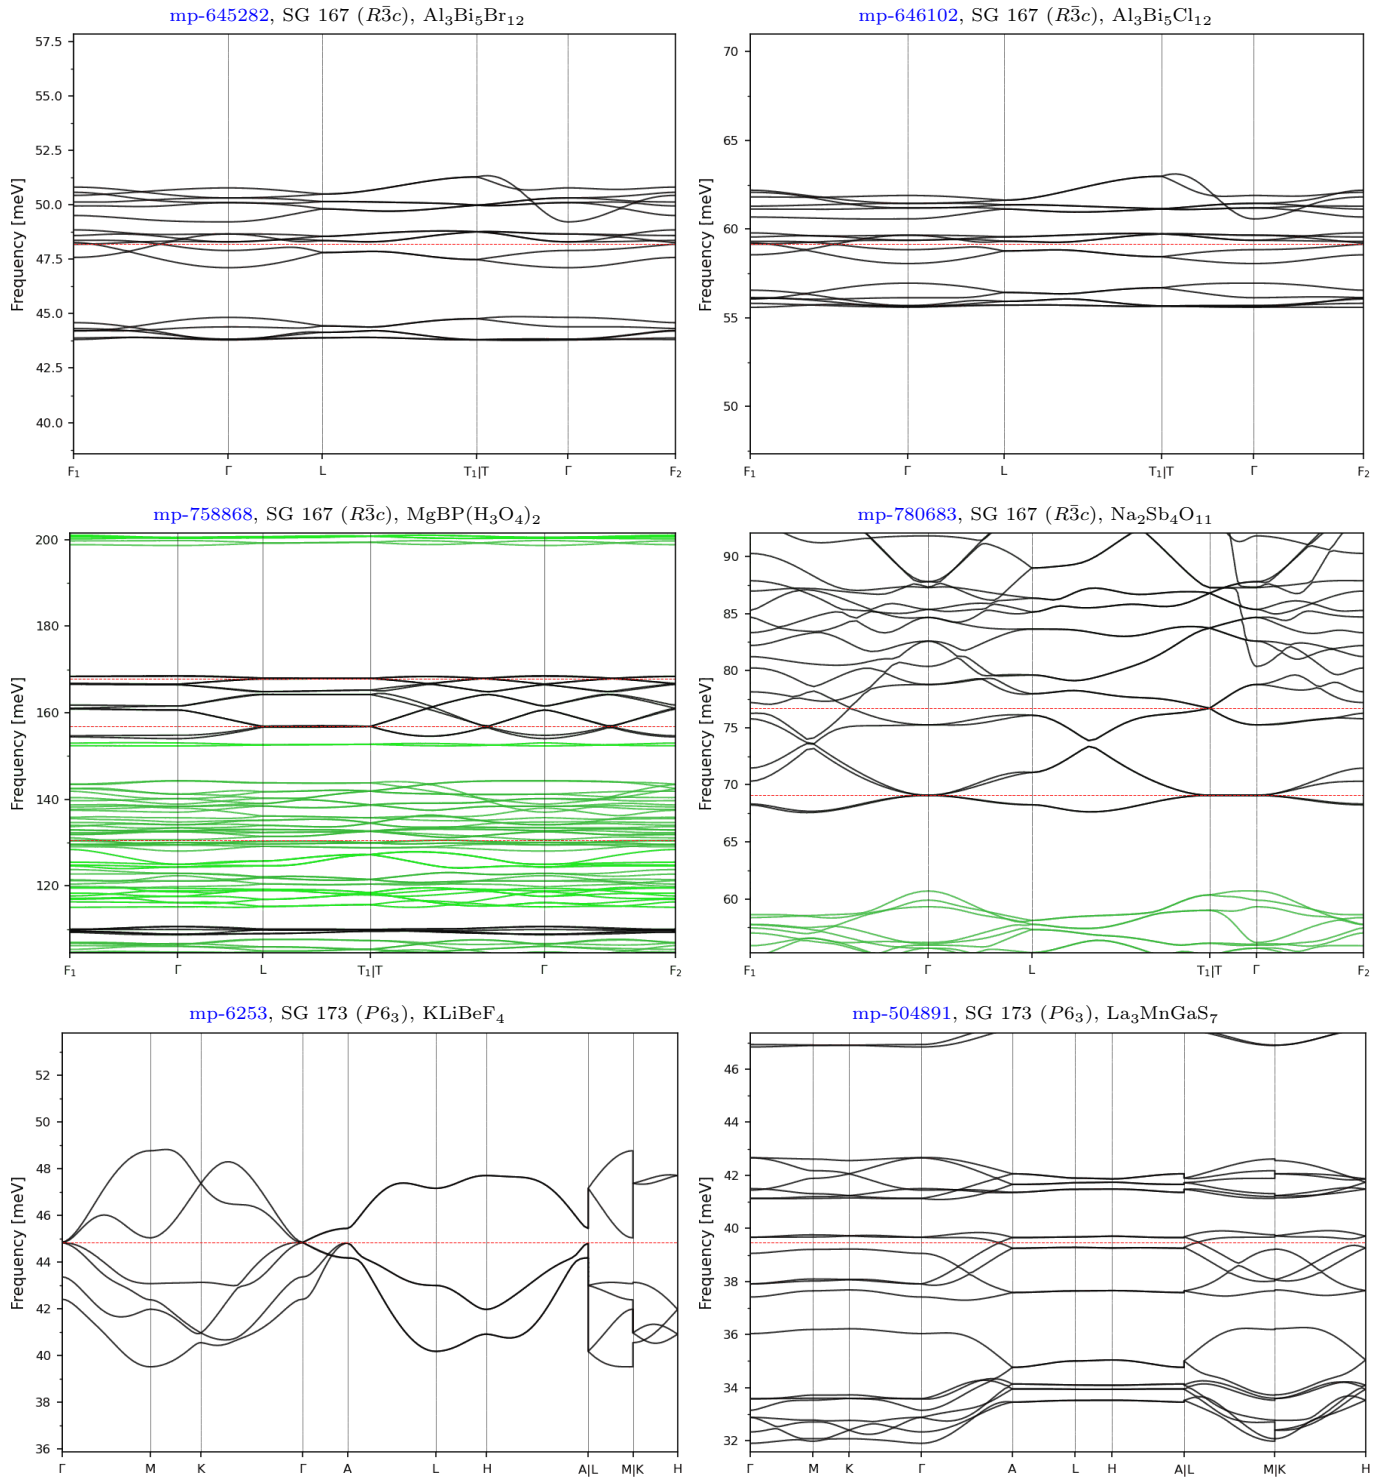 mp-645282, SG 167 (R3̄c), Al₃Bi₅Br₁₂
57.5
55.0
52.5
50.0
47.5
45.0
42.5
40.0
Frequency [meV]
F₁ Γ L T₁|T Γ F₂
mp-646102, SG 167 (R3̄c), Al₃Bi₅Cl₁₂
70
65
60
55
50
Frequency [meV]
F₁ Γ L T₁|T Γ F₂
mp-758868, SG 167 (R3̄c), MgBP(H₃O₄)₂
200
180
160
140
120
Frequency [meV]
F₁ Γ L T₁|T Γ F₂
mp-780683, SG 167 (R3̄c), Na₂Sb₄O₁₁
90
85
80
75
70
65
60
Frequency [meV]
F₁ Γ L T₁|T Γ F₂
mp-6253, SG 173 (P6₃), KLiBeF₄
52
50
48
46
44
42
40
38
36
Frequency [meV]
Γ M K Γ A L H A|L M|K H
mp-504891, SG 173 (P6₃), La₃MnGaS₇
46
44
42
40
38
36
34
32
Frequency [meV]
Γ M K Γ A L H A|L M|K H